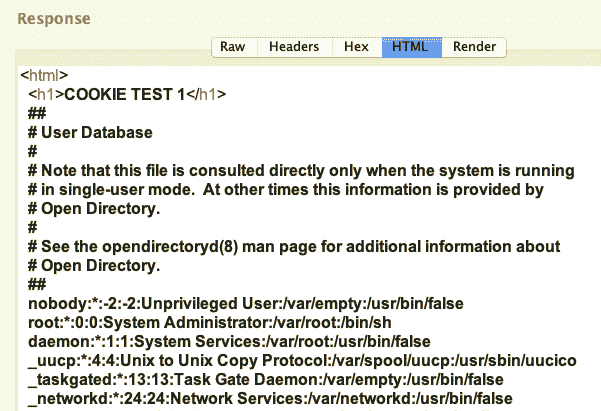 Response
Raw Headers Hex HTML Render
<html>
<h1>COOKIE TEST 1</h1>
##
# User Database
#
# Note that this file is consulted directly only when the system is running
# in single-user mode.  At other times this information is provided by
# Open Directory.
#
# See the opendirectoryd(8) man page for additional information about
# Open Directory.
##
nobody:*:-2:-2:Unprivileged User:/var/empty:/usr/bin/false
root:*:0:0:System Administrator:/var/root:/bin/sh
daemon:*:1:1:System Services:/var/root:/usr/bin/false
_uucp:*:4:4:Unix to Unix Copy Protocol:/var/spool/uucp:/usr/sbin/uucico
_taskgated:*:13:13:Task Gate Daemon:/var/empty:/usr/bin/false
_networkd:*:24:24:Network Services:/var/networkd:/usr/bin/false